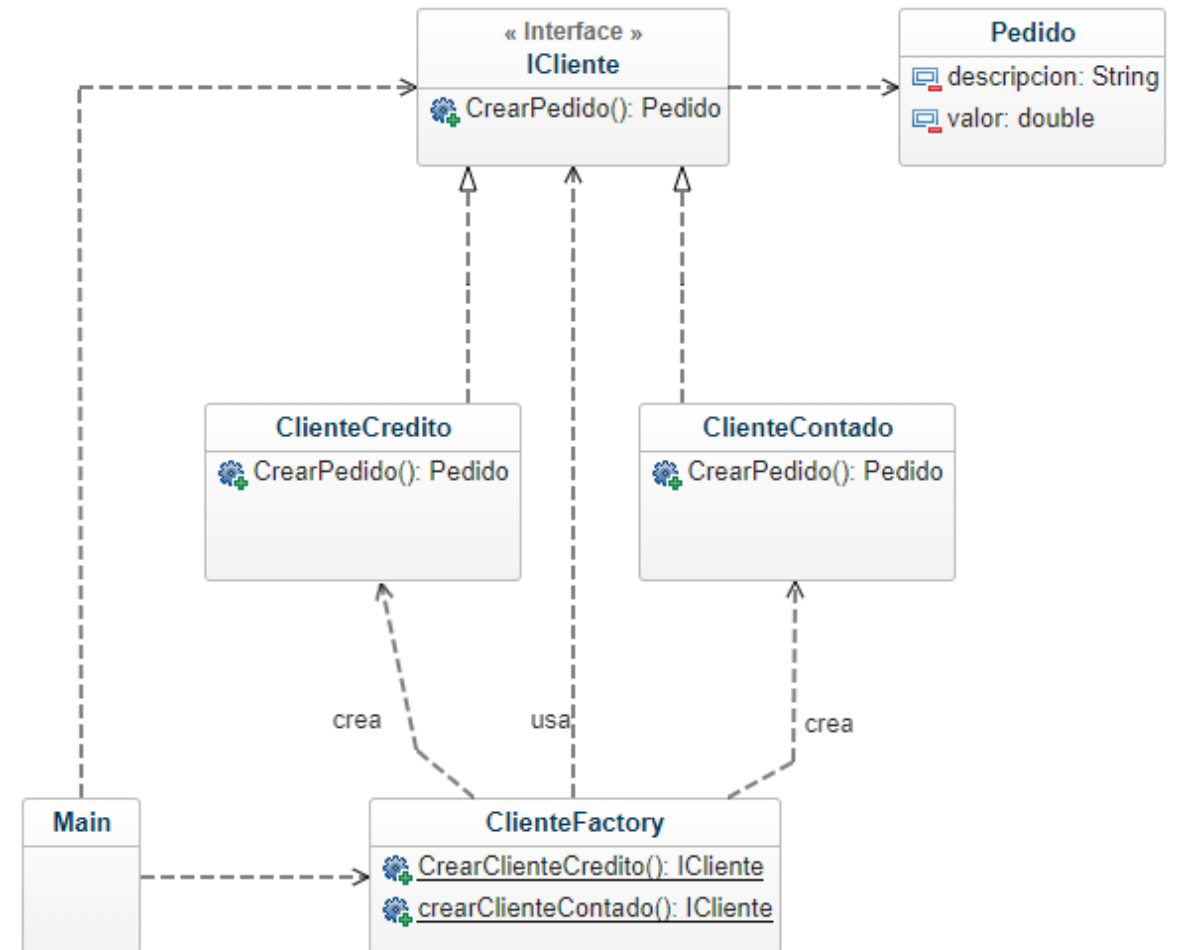 « Interface »
ICliente
CrearPedido(): Pedido
Pedido
descripcion: String
valor: double
ClienteCredito
CrearPedido(): Pedido
ClienteContado
CrearPedido(): Pedido
crea
usa
crea
Main
ClienteFactory
CrearClienteCredito(): ICliente
crearClienteContado(): ICliente